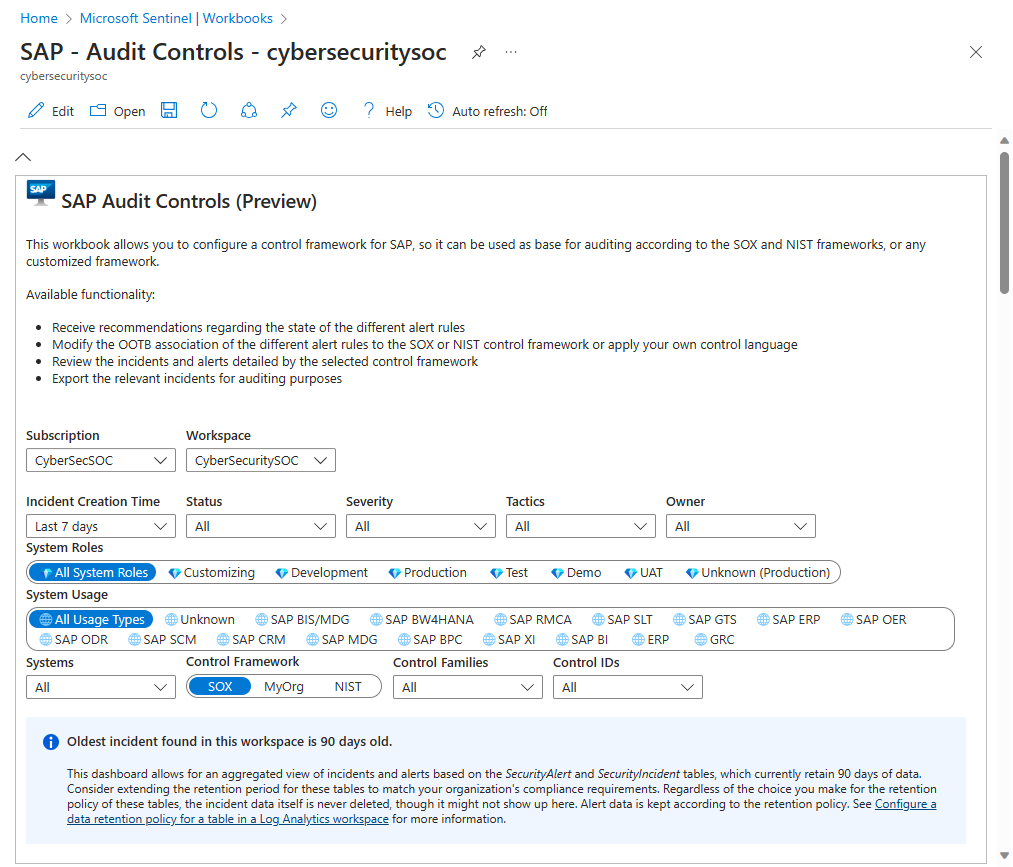 Home > Microsoft Sentinel | Workbooks >
SAP - Audit Controls - cybersecuritysoc ...
cybersecuritysoc
Edit Open Help Auto refresh: Off
SAP
SAP Audit Controls (Preview)
This workbook allows you to configure a control framework for SAP, so it can be used as base for auditing according to the SOX and NIST frameworks, or any
customized framework.
Available functionality:
• Receive recommendations regarding the state of the different alert rules
• Modify the OOTB association of the different alert rules to the SOX or NIST control framework or apply your own control language
• Review the incidents and alerts detailed by the selected control framework
• Export the relevant incidents for auditing purposes
Subscription Workspace
CyberSecSOC CyberSecuritySOC
Incident Creation Time Status Severity Tactics Owner
Last 7 days All All All All
System Roles
All System Roles Customizing Development Production Test Demo UAT Unknown (Production)
System Usage
All Usage Types Unknown SAP BIS/MDG SAP BW4HANA SAP RMCA SAP SLT SAP GTS SAP ERP SAP OER
SAP ODR SAP SCM SAP CRM SAP MDG SAP BPC SAP XI SAP BI ERP GRC
Systems Control Framework Control Families Control IDs
All SOX MyOrg NIST All All
Oldest incident found in this workspace is 90 days old.
This dashboard allows for an aggregated view of incidents and alerts based on the SecurityAlert and SecurityIncident tables, which currently retain 90 days of data.
Consider extending the retention period for these tables to match your organization's compliance requirements. Regardless of the choice you make for the retention
policy of these tables, the incident data itself is never deleted, though it might not show up here. Alert data is kept according to the retention policy. See Configure a
data retention policy for a table in a Log Analytics workspace for more information.